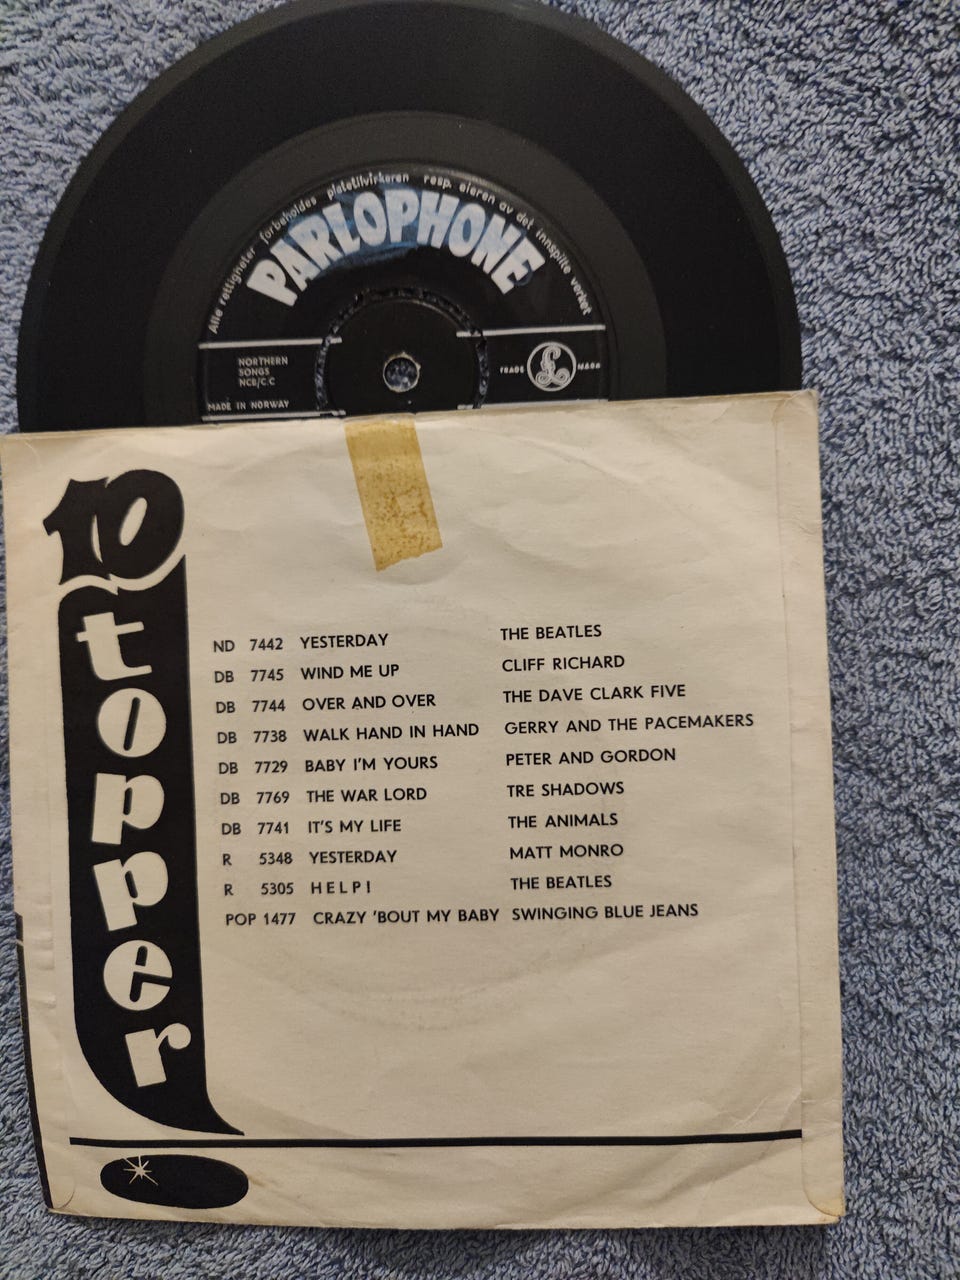 Alle rettigheter forbeholdes platetilvirkeren resp. eieren av det innspilte verket
PARLOPHONE
NORTHERN
SONGS
NCB/C.C
TRADE MARK
£
MADE IN NORWAY
10 topper
ND 7442 YESTERDAY THE BEATLES
DB 7745 WIND ME UP CLIFF RICHARD
DB 7744 OVER AND OVER THE DAVE CLARK FIVE
DB 7738 WALK HAND IN HAND GERRY AND THE PACEMAKERS
DB 7729 BABY I'M YOURS PETER AND GORDON
DB 7769 THE WAR LORD TRE SHADOWS
DB 7741 IT'S MY LIFE THE ANIMALS
R 5348 YESTERDAY MATT MONRO
R 5305 HELP! THE BEATLES
POP 1477 CRAZY 'BOUT MY BABY SWINGING BLUE JEANS